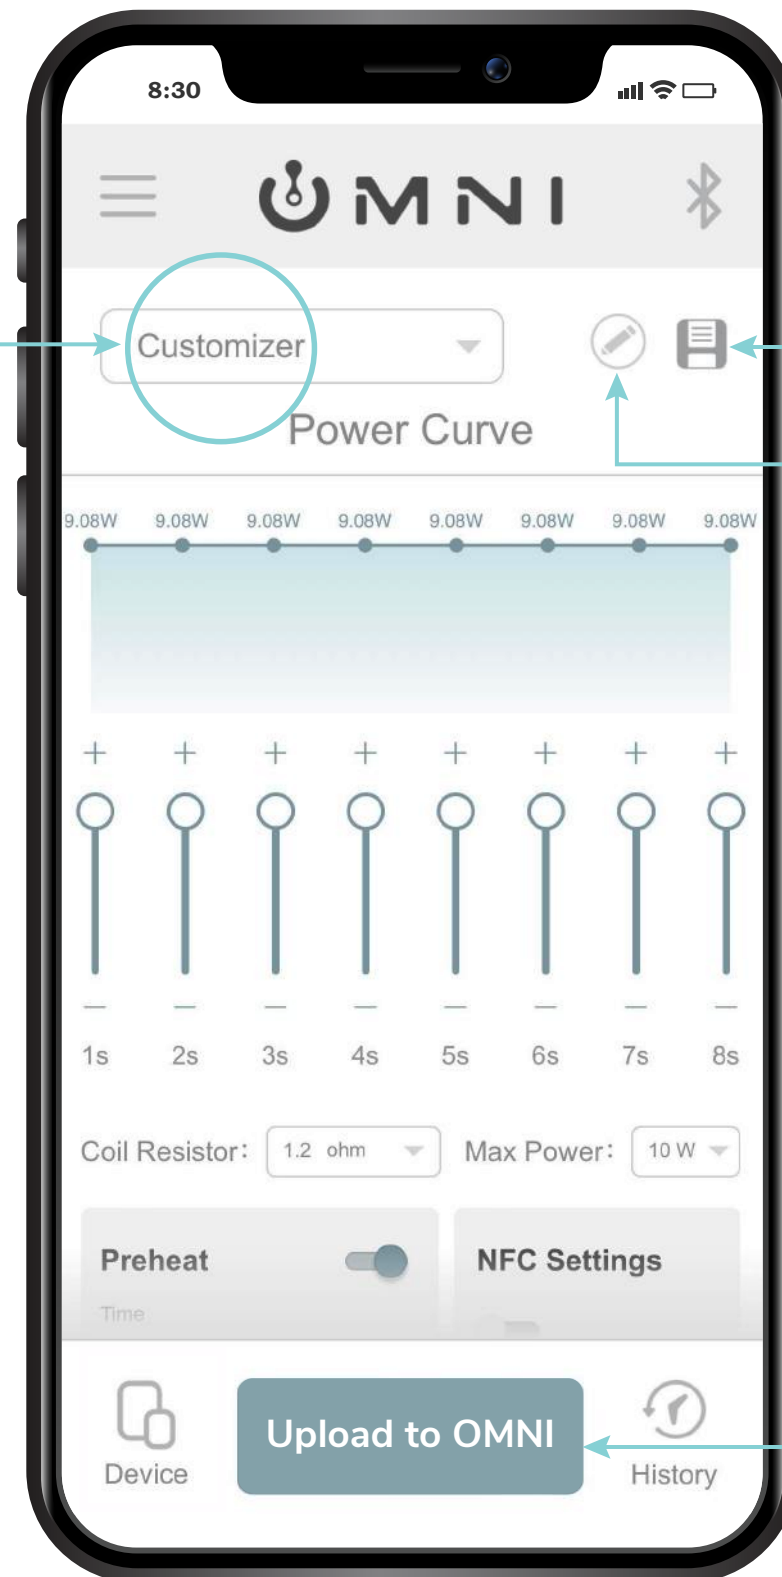 8:30
OMNI
Customizer
Power Curve
9.08W 9.08W 9.08W 9.08W 9.08W 9.08W 9.08W 9.08W
+ + + + + + + +
− − − − − − − −
1s 2s 3s 4s 5s 6s 7s 8s
Coil Resistor: 1.2 ohm Max Power: 10 W
Preheat NFC Settings
Time
Upload to OMNI
Device History